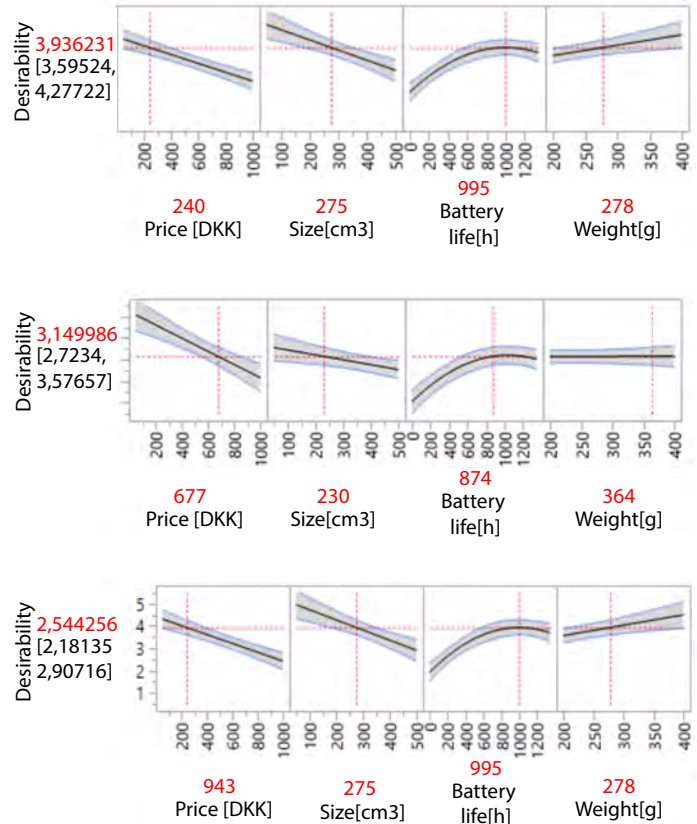 Desirability
3,936231
[3,59524,
4,27722]
200 400 600 800 1000
100 200 300 400 500
0 200 400 600 800 1000 1200
200 250 300 350 400
240
Price [DKK]
275
Size[cm3]
995
Battery
life[h]
278
Weight[g]
Desirability
3,149986
[2,7234,
3,57657]
200 400 600 800 1000
100 200 300 400 500
0 200 400 600 800 1000 1200
200 250 300 350 400
677
Price [DKK]
230
Size[cm3]
874
Battery
life[h]
364
Weight[g]
Desirability
2,544256
[2,18135
2,90716]
5
4
3
2
1
200 400 600 800 1000
100 200 300 400 500
0 200 400 600 800 1000 1200
200 250 300 350 400
943
Price [DKK]
275
Size[cm3]
995
Battery
life[h]
278
Weight[g]